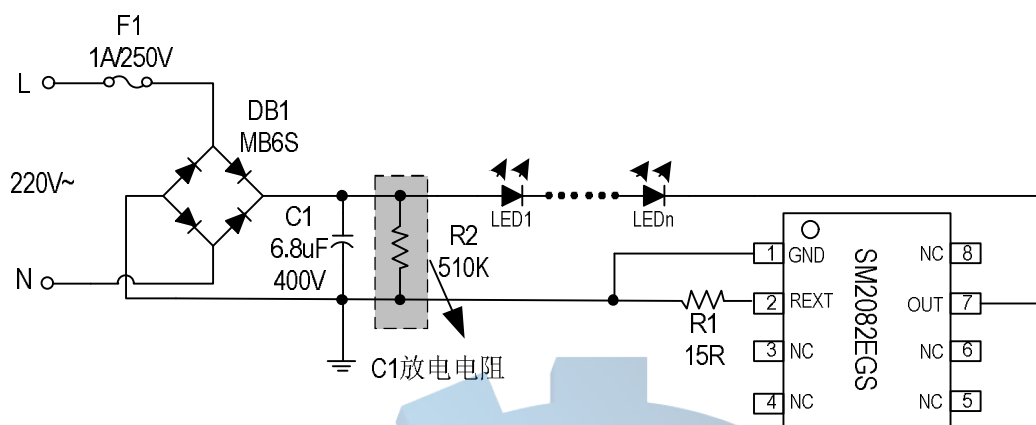 F1
1A/250V
L
DB1
MB6S
220V~
N
C1
6.8uF
400V
R2
510K
C1放电电阻
LED1
LEDn
R1
15R
1
GND
2
REXT
3
NC
4
NC
SM2082EGS
NC
8
OUT
7
NC
6
NC
5